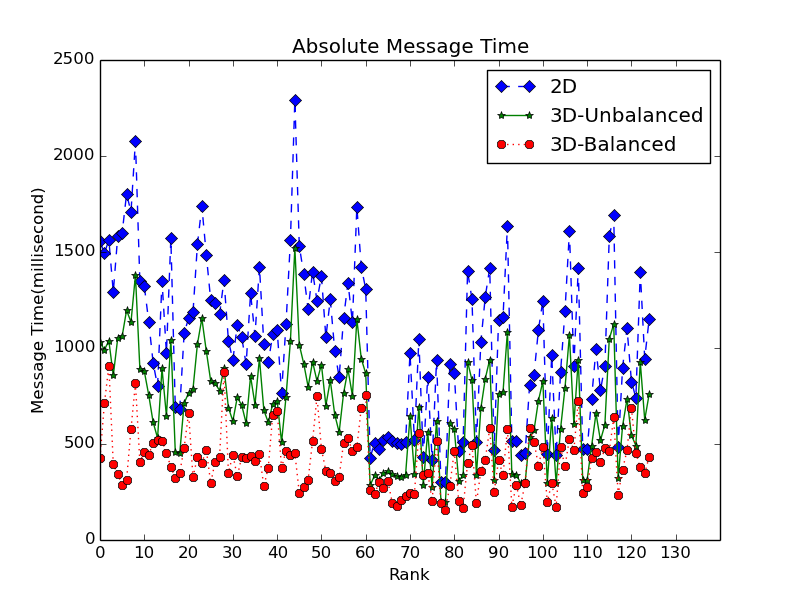 Absolute Message Time
2D
3D-Unbalanced
3D-Balanced
Message Time(millisecond)
2500
2000
1500
1000
500
0
0 10 20 30 40 50 60 70 80 90 100 110 120 130
Rank